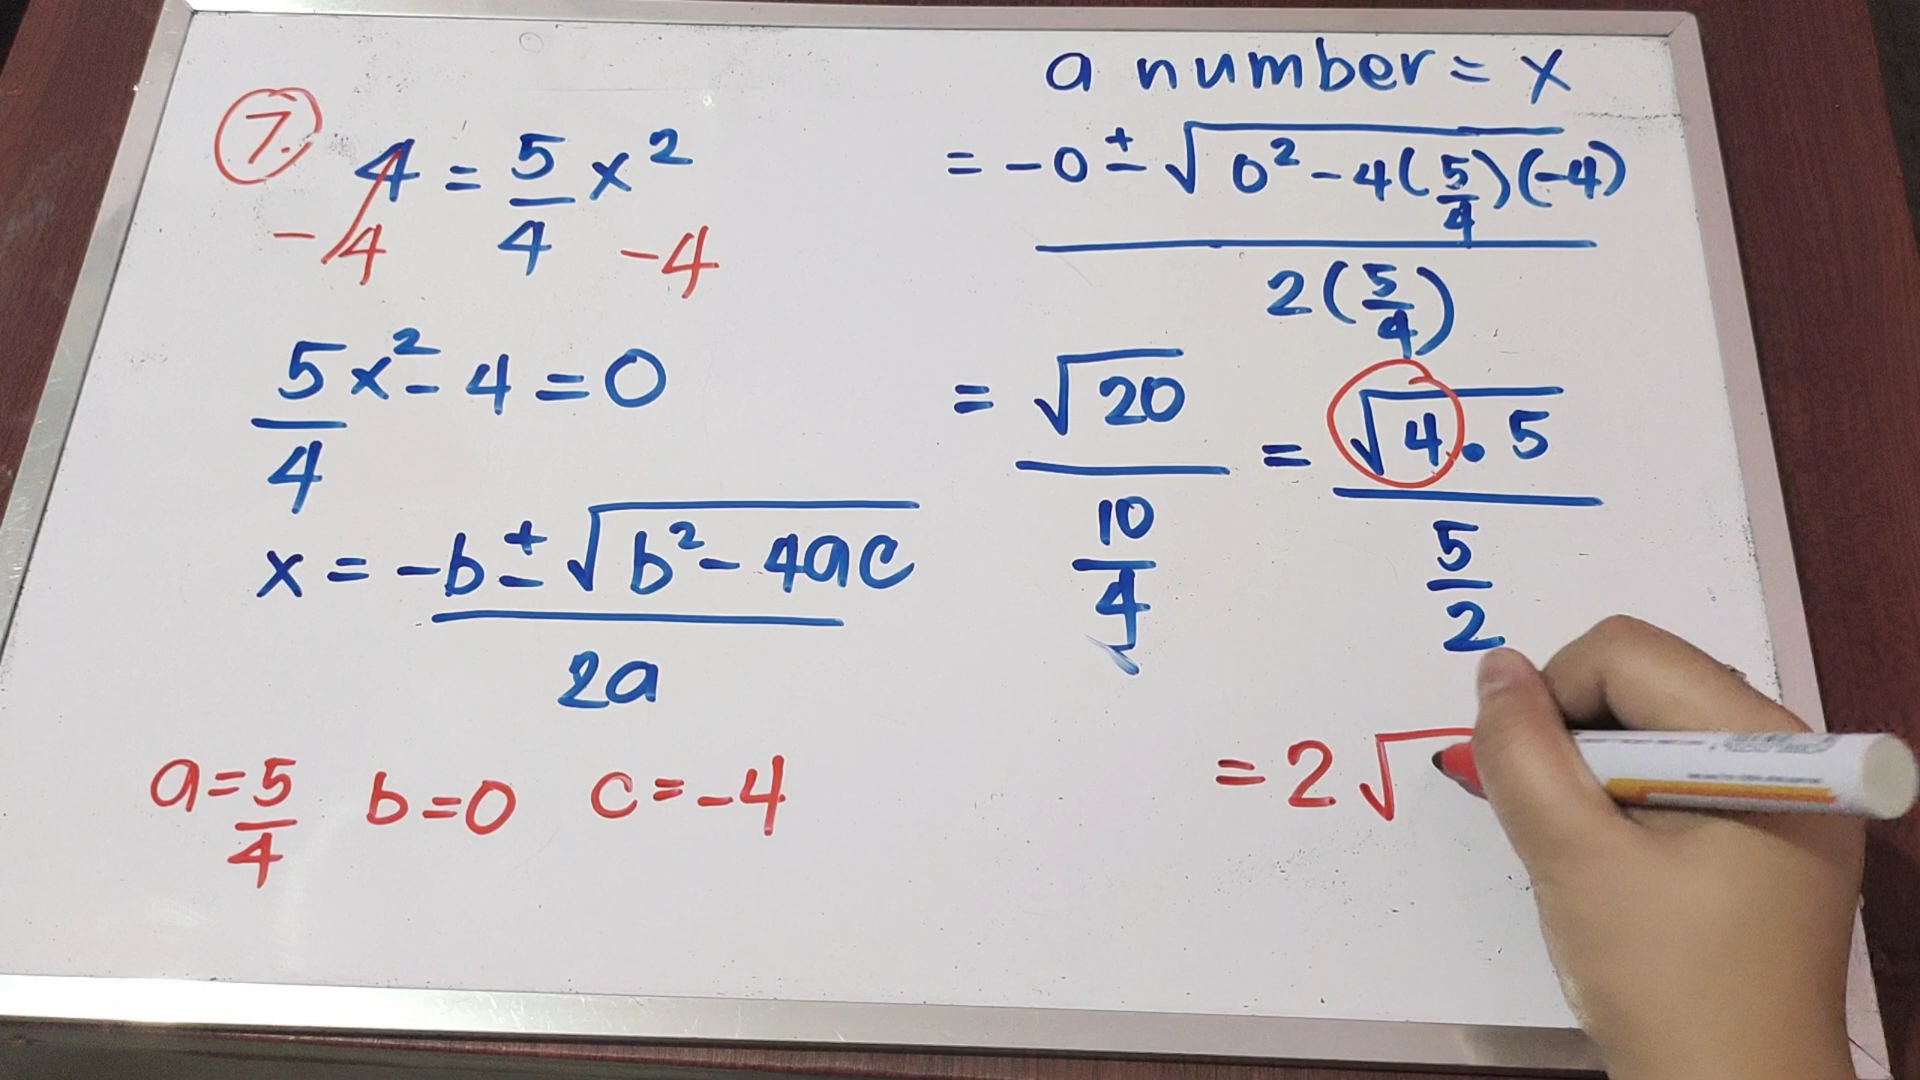 7. 4 = 5/4 x²
-4 -4
5/4 x² - 4 = 0
x = -b ± √(b² - 4ac) / 2a
a = 5/4 b = 0 c = -4
a number = x
= -0 ± √(0² - 4(5/4)(-4)) / 2(5/4)
= √20 / (10/4) = √(4 · 5) / (5/2)
= 2√